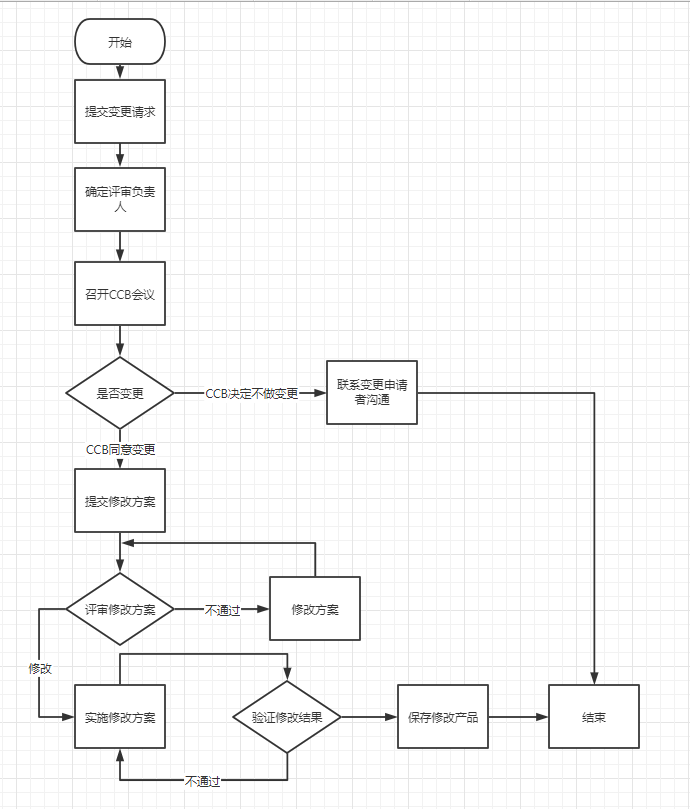 开始
提交变更请求
确定评审负责
人
召开CCB会议
是否变更
CCB决定不做变更
联系变更申请
者沟通
CCB同意变更
提交修改方案
评审修改方案
不通过
修改方案
修改
实施修改方案
验证修改结果
保存修改产品
结束
不通过